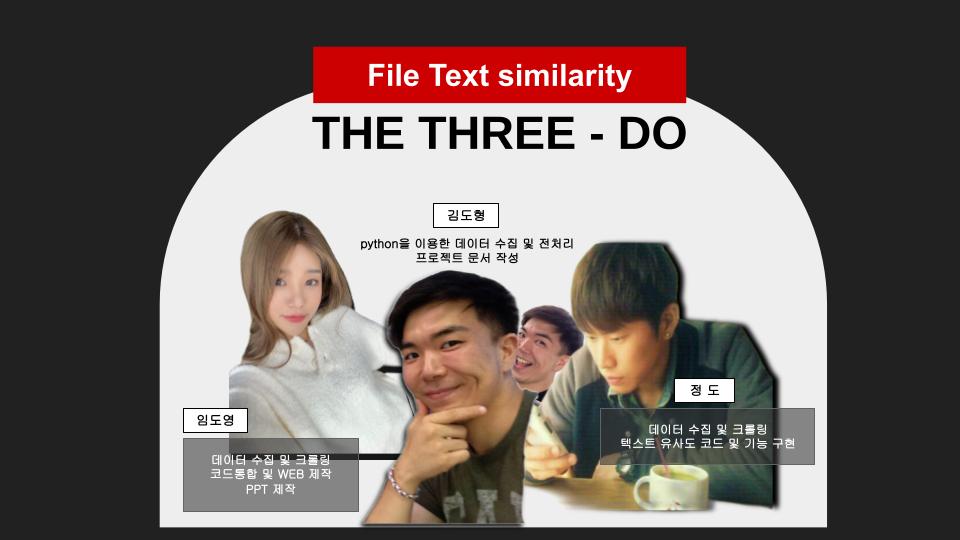 File Text similarity
THE THREE - DO
김도형
python을 이용한 데이터 수집 및 전처리
프로젝트 문서 작성
임도영
데이터 수집 및 크롤링
코드통합 및 WEB 제작
PPT 제작
정 도
데이터 수집 및 크롤링
텍스트 유사도 코드 및 기능 구현